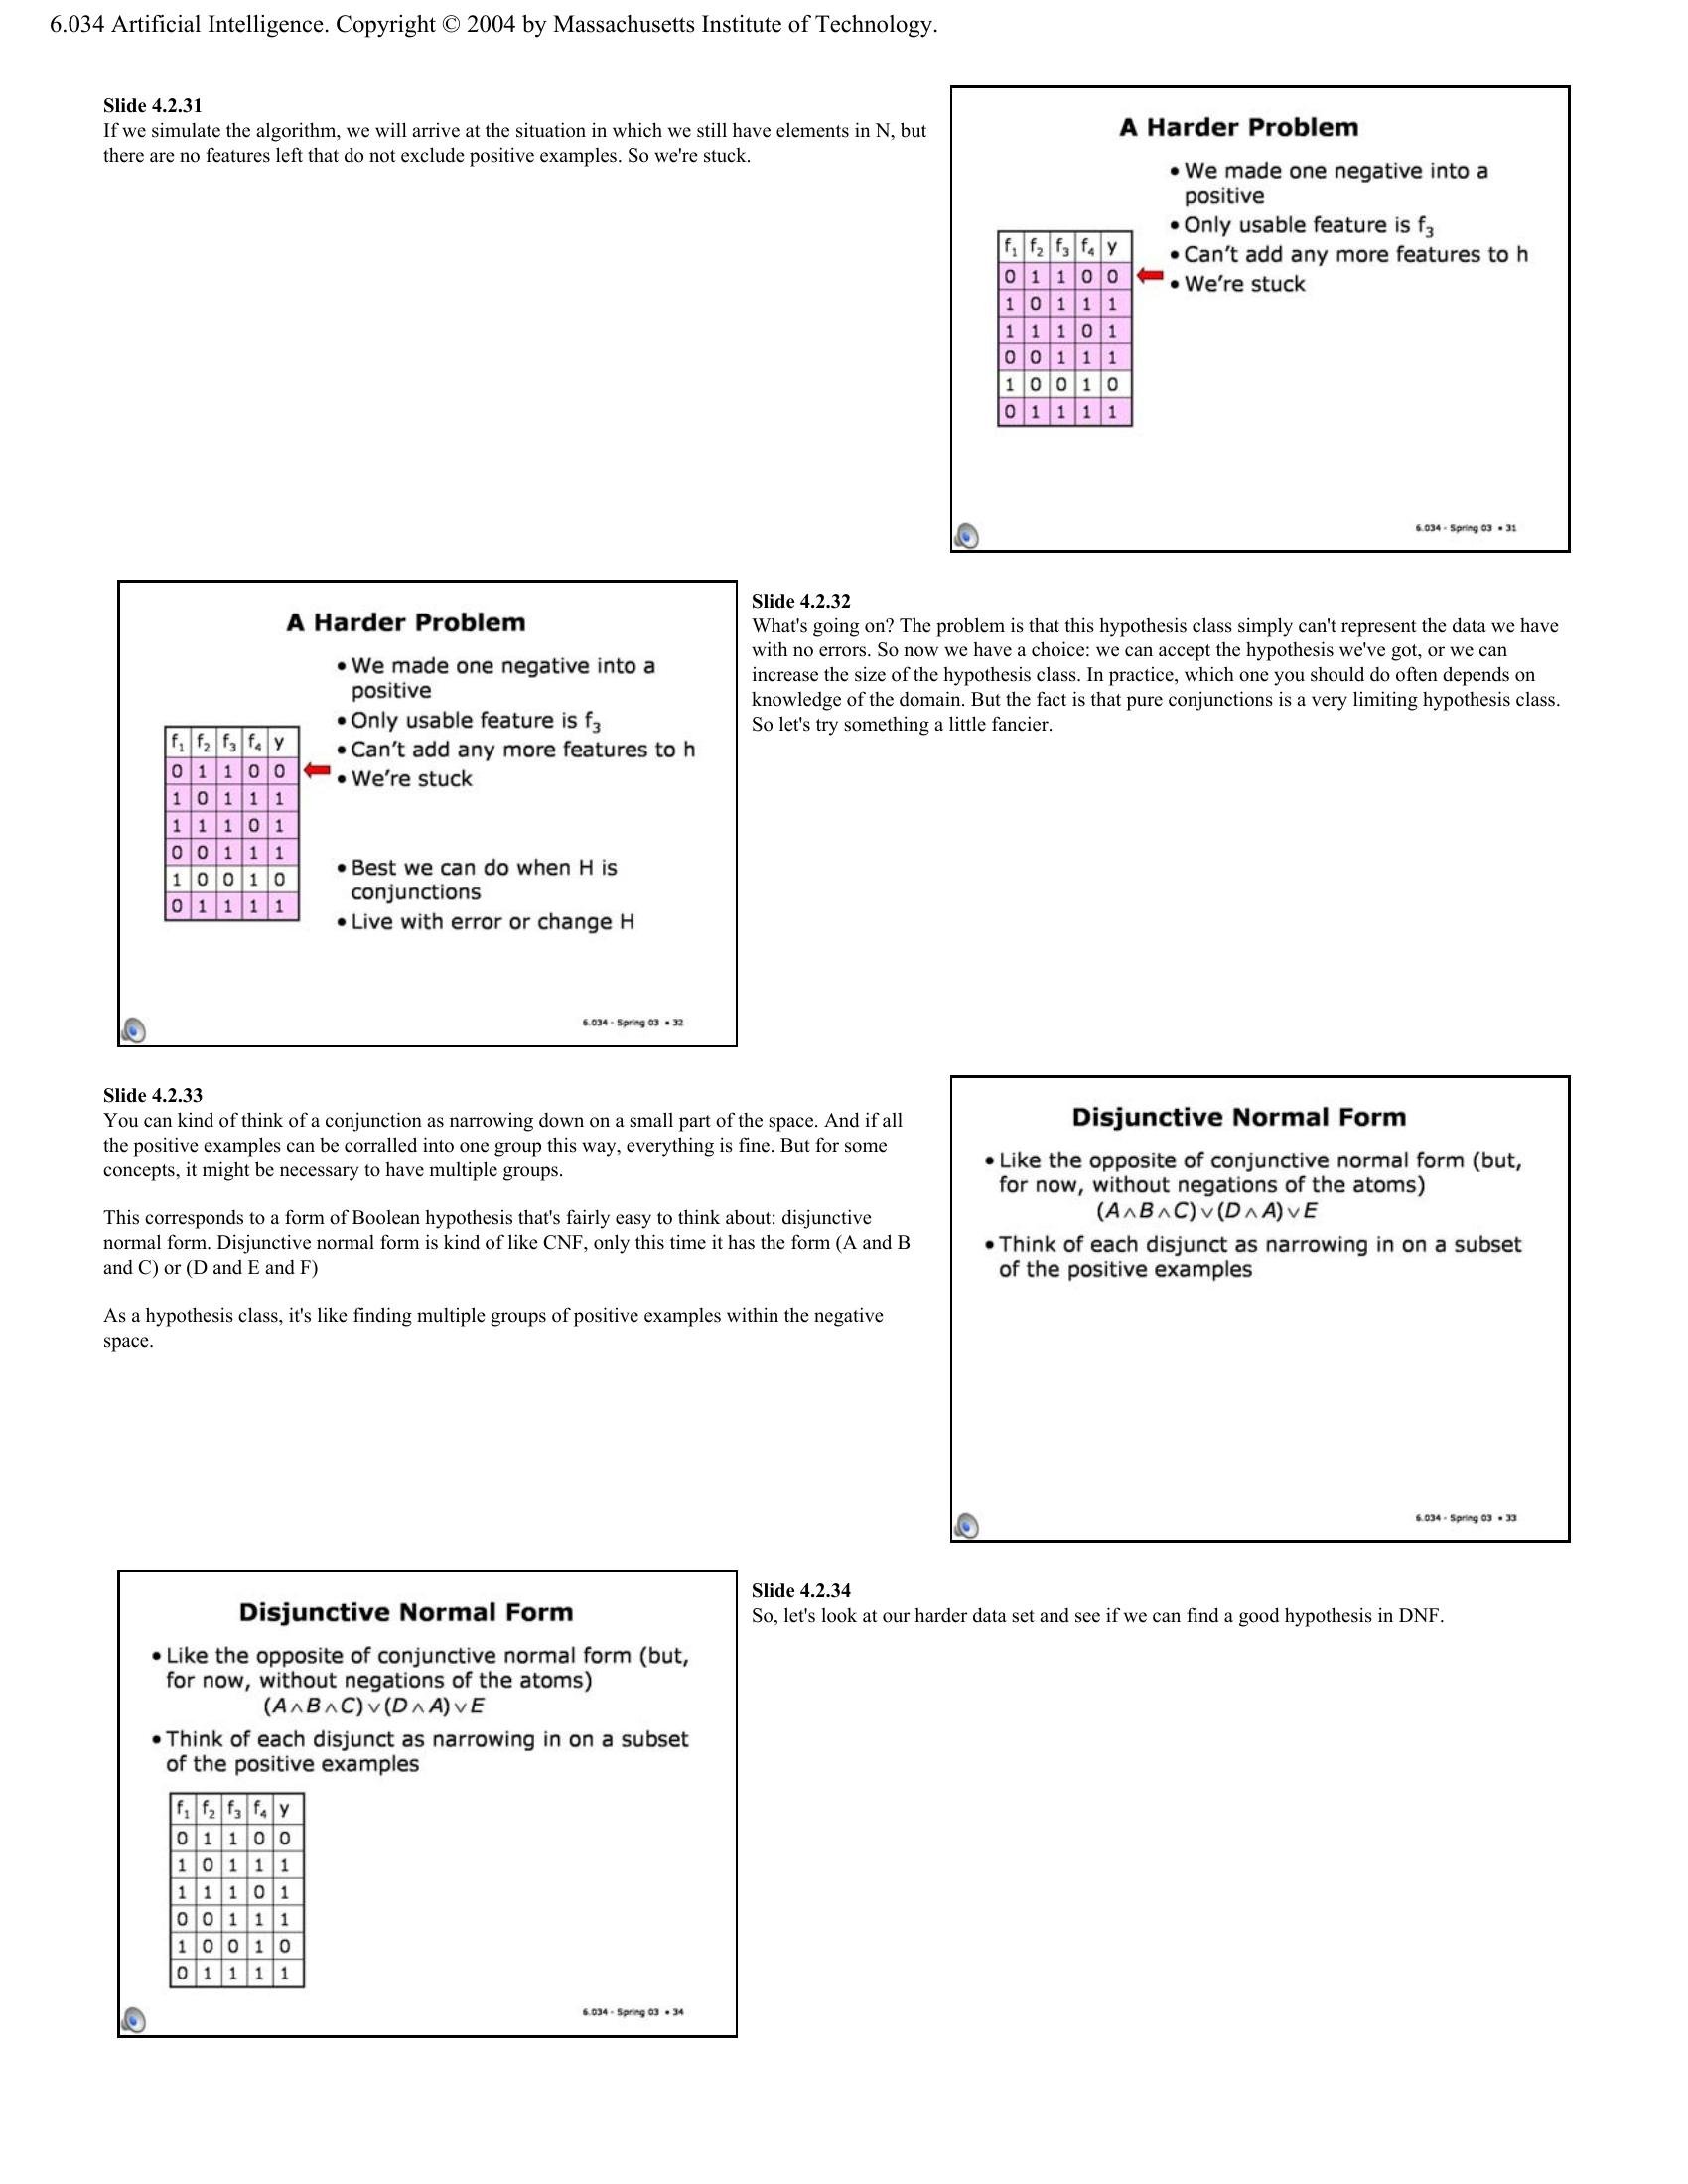 6.034 Artificial Intelligence. Copyright © 2004 by Massachusetts Institute of Technology.
Slide 4.2.31
If we simulate the algorithm, we will arrive at the situation in which we still have elements in N, but
there are no features left that do not exclude positive examples. So we're stuck.
A Harder Problem
• We made one negative into a
positive
• Only usable feature is f₃
• Can't add any more features to h
• We're stuck
f₁ f₂ f₃ f₄ y
0 1 1 0 0
1 0 1 1 1
1 1 1 0 1
0 0 1 1 1
1 0 0 1 0
0 1 1 1 1
6.034 - Spring 03 • 31
A Harder Problem
• We made one negative into a
positive
• Only usable feature is f₃
• Can't add any more features to h
• We're stuck
f₁ f₂ f₃ f₄ y
0 1 1 0 0
1 0 1 1 1
1 1 1 0 1
0 0 1 1 1
1 0 0 1 0
0 1 1 1 1
• Best we can do when H is
conjunctions
• Live with error or change H
6.034 - Spring 03 • 32
Slide 4.2.32
What's going on? The problem is that this hypothesis class simply can't represent the data we have
with no errors. So now we have a choice: we can accept the hypothesis we've got, or we can
increase the size of the hypothesis class. In practice, which one you should do often depends on
knowledge of the domain. But the fact is that pure conjunctions is a very limiting hypothesis class.
So let's try something a little fancier.
Slide 4.2.33
You can kind of think of a conjunction as narrowing down on a small part of the space. And if all
the positive examples can be corralled into one group this way, everything is fine. But for some
concepts, it might be necessary to have multiple groups.
This corresponds to a form of Boolean hypothesis that's fairly easy to think about: disjunctive
normal form. Disjunctive normal form is kind of like CNF, only this time it has the form (A and B
and C) or (D and E and F)
As a hypothesis class, it's like finding multiple groups of positive examples within the negative
space.
Disjunctive Normal Form
• Like the opposite of conjunctive normal form (but,
for now, without negations of the atoms)
(A∧B∧C)∨(D∧A)∨E
• Think of each disjunct as narrowing in on a subset
of the positive examples
6.034 - Spring 03 • 33
Disjunctive Normal Form
• Like the opposite of conjunctive normal form (but,
for now, without negations of the atoms)
(A∧B∧C)∨(D∧A)∨E
• Think of each disjunct as narrowing in on a subset
of the positive examples
f₁ f₂ f₃ f₄ y
0 1 1 0 0
1 0 1 1 1
1 1 1 0 1
0 0 1 1 1
1 0 0 1 0
0 1 1 1 1
6.034 - Spring 03 • 34
Slide 4.2.34
So, let's look at our harder data set and see if we can find a good hypothesis in DNF.